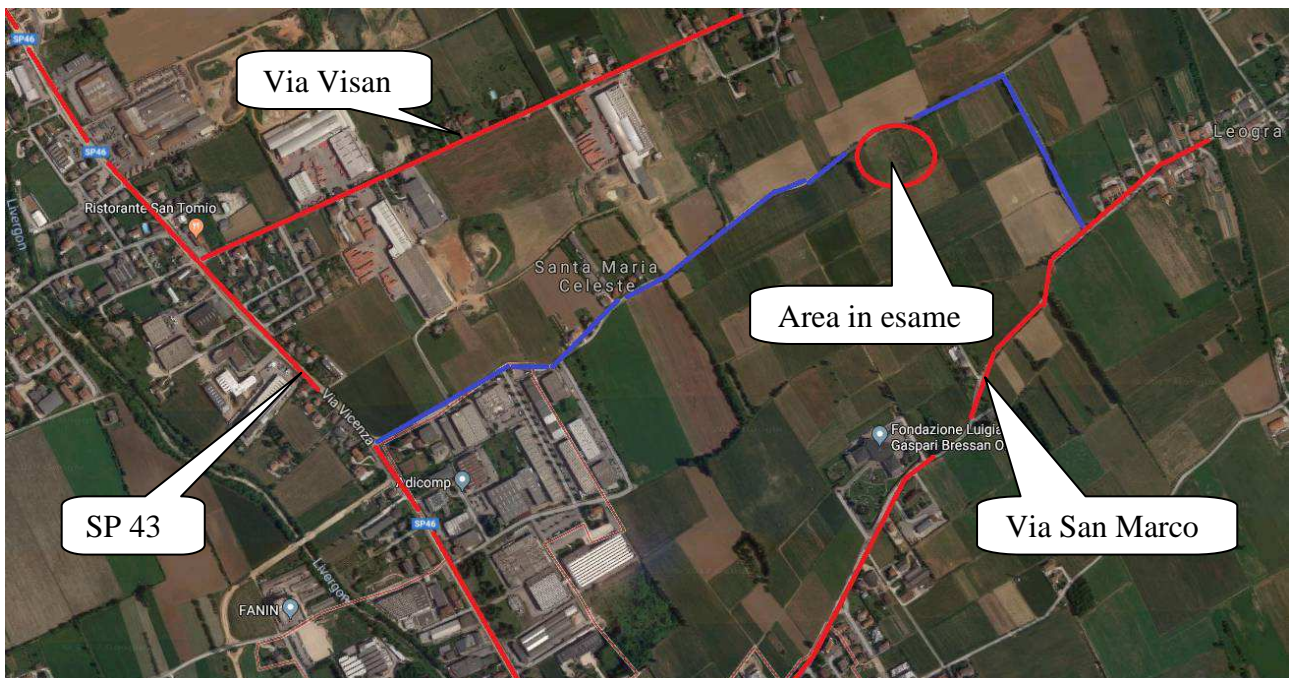 SP46
Via Visan
Leogra
SP46
Livergon
Ristorante San Tomio
Santa Maria
Celeste
Area in esame
Via Vicenza
Fondazione Luigia
Gaspari Bressan O.
Adicomp
SP 43
SP46
Via San Marco
Livergon
FANIN